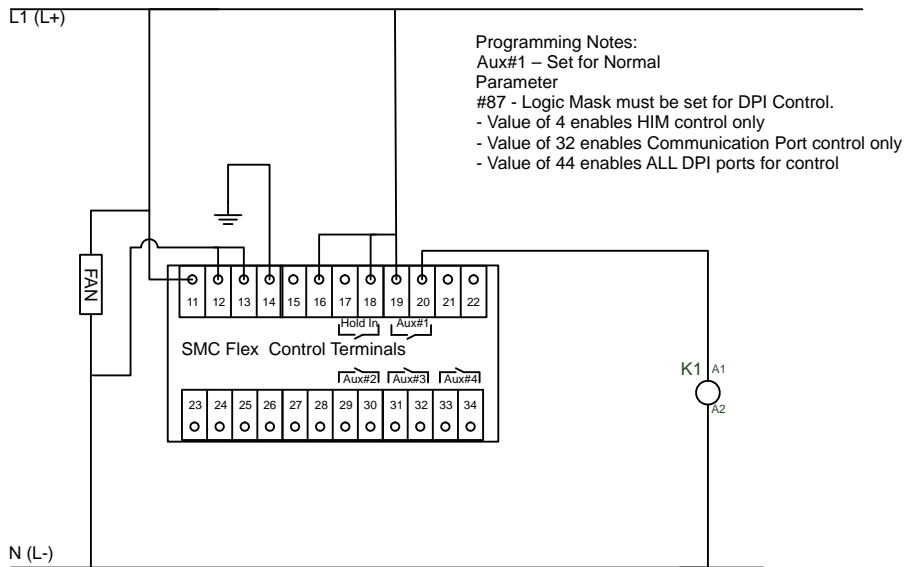 L1 (L+)
Programming Notes:
Aux#1 – Set for Normal
Parameter
#87 - Logic Mask must be set for DPI Control.
- Value of 4 enables HIM control only
- Value of 32 enables Communication Port control only
- Value of 44 enables ALL DPI ports for control
FAN
11 12 13 14 15 16 17 18 19 20 21 22
Hold In Aux#1
SMC Flex Control Terminals
K1 A1
Aux#2 Aux#3 Aux#4
A2
23 24 25 26 27 28 29 30 31 32 33 34
N (L-)